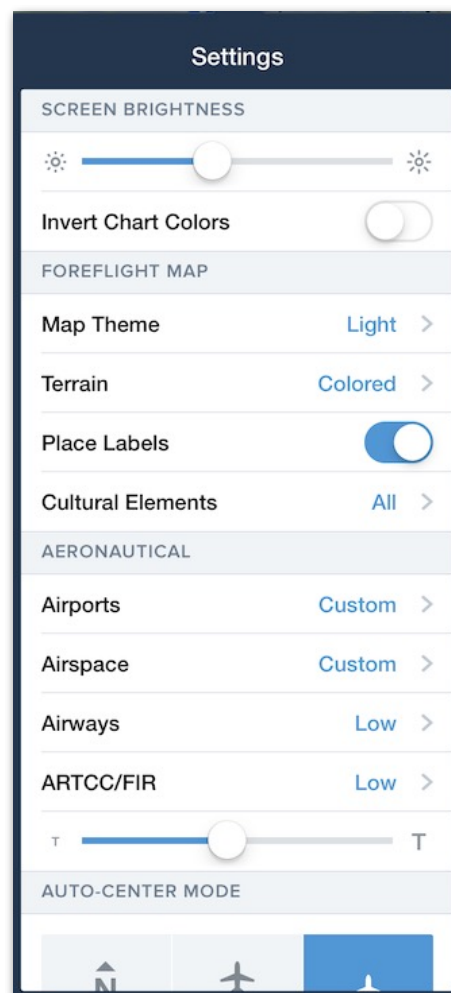 Settings
SCREEN BRIGHTNESS
Invert Chart Colors
FOREFLIGHT MAP
Map Theme Light
Terrain Colored
Place Labels
Cultural Elements All
AERONAUTICAL
Airports Custom
Airspace Custom
Airways Low
ARTCC/FIR Low
T T
AUTO-CENTER MODE
N